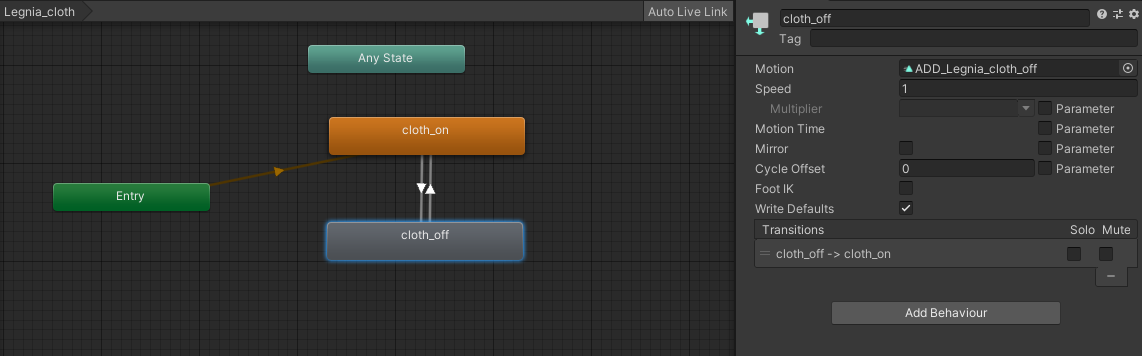 Legnia_cloth
Auto Live Link
Any State
cloth_on
Entry
cloth_off
cloth_off
Tag
Motion ADD_Legnia_cloth_off
Speed 1
Multiplier Parameter
Motion Time Parameter
Mirror Parameter
Cycle Offset 0 Parameter
Foot IK
Write Defaults
Transitions Solo Mute
cloth_off -> cloth_on
Add Behaviour